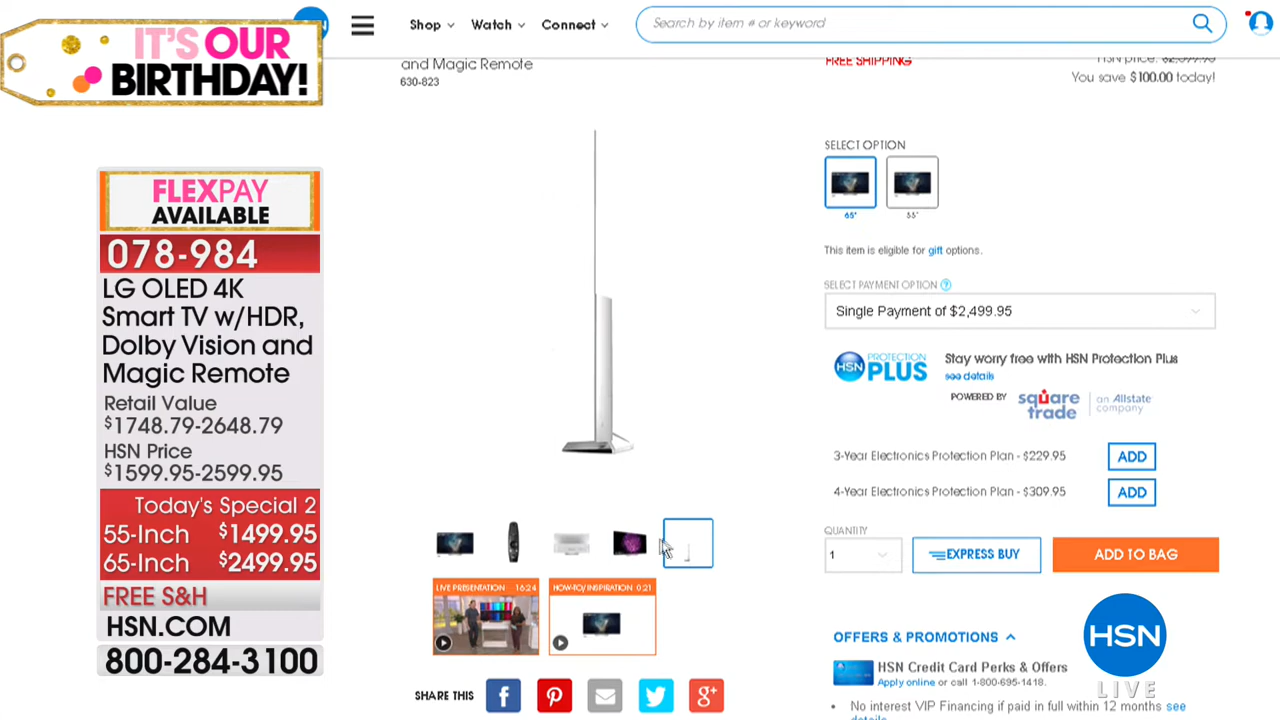 IT'S OUR
BIRTHDAY!
Shop
Watch
Connect
Search by item # or keyword
and Magic Remote
630-823
FREE SHIPPING
HSN price: $2,599.95
You save $100.00 today!
FLEXPAY
AVAILABLE
078-984
LG OLED 4K
Smart TV w/HDR,
Dolby Vision and
Magic Remote
Retail Value
$1748.79-2648.79
HSN Price
$1599.95-2599.95
Today's Special 2
55-Inch $1499.95
65-Inch $2499.95
FREE S&H
HSN.COM
800-284-3100
SELECT OPTION
65"
55"
This item is eligible for gift options.
SELECT PAYMENT OPTION ?
Single Payment of $2,499.95
HSN PROTECTION PLUS
Stay worry free with HSN Protection Plus
see details
POWERED BY square trade an Allstate company
3-Year Electronics Protection Plan - $229.95 ADD
4-Year Electronics Protection Plan - $309.95 ADD
QUANTITY
1
EXPRESS BUY
ADD TO BAG
LIVE PRESENTATION 16:24
HOW-TO/INSPIRATION 0:21
SHARE THIS
OFFERS & PROMOTIONS
HSN Credit Card Perks & Offers
Apply online or call 1-800-695-1418.
No interest VIP Financing if paid in full within 12 months see
details
HSN
LIVE